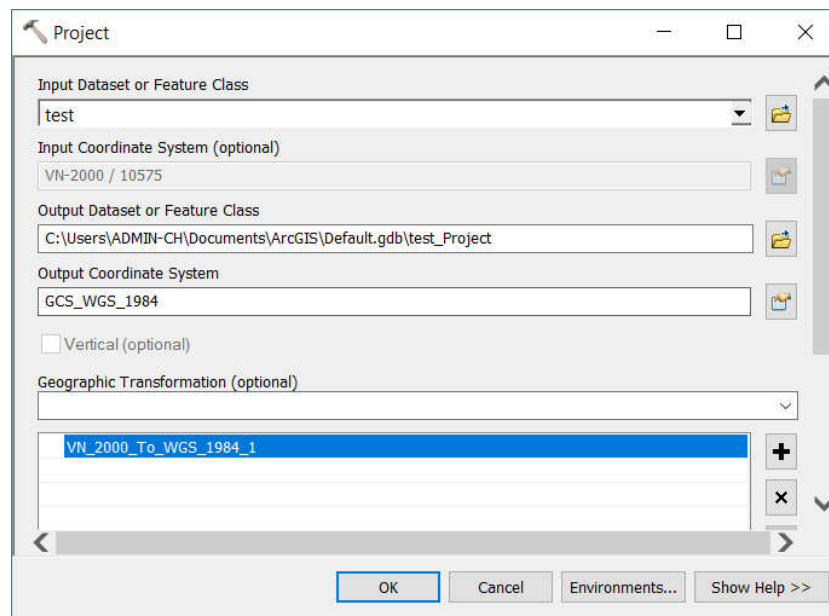 Project
Input Dataset or Feature Class
test
Input Coordinate System (optional)
VN-2000 / 10575
Output Dataset or Feature Class
C:\Users\ADMIN-CH\Documents\ArcGIS\Default.gdb\test_Project
Output Coordinate System
GCS_WGS_1984
Vertical (optional)
Geographic Transformation (optional)
VN_2000_To_WGS_1984_1
OK Cancel Environments... Show Help >>